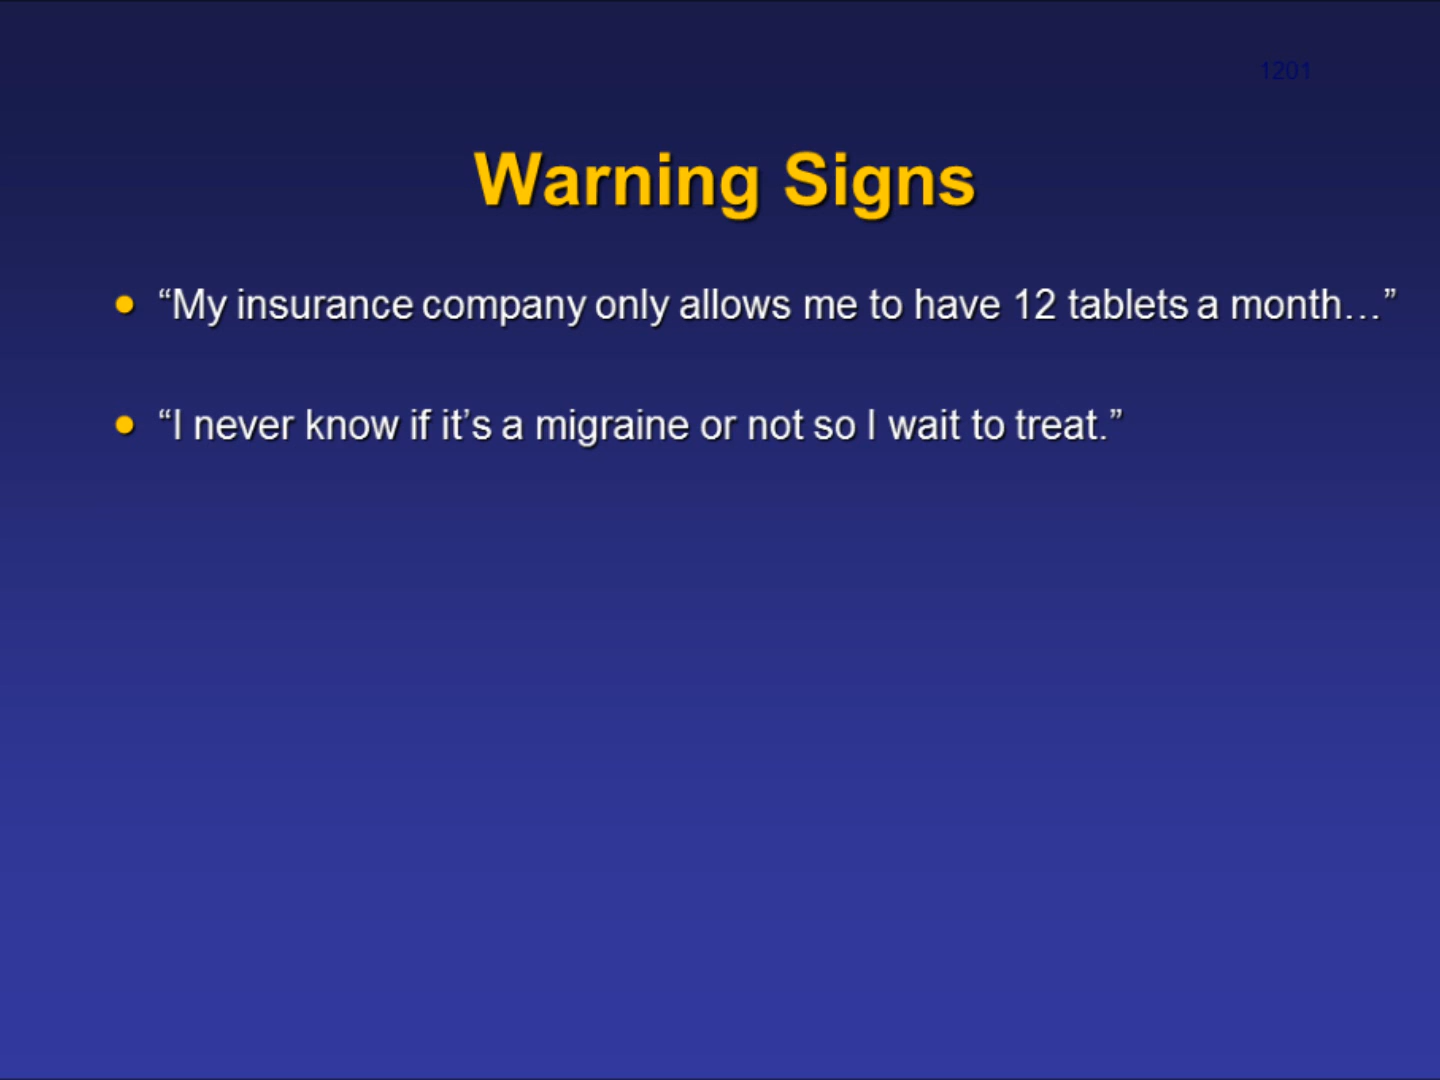 1201
Warning Signs
• “My insurance company only allows me to have 12 tablets a month…”
• “I never know if it’s a migraine or not so I wait to treat.”